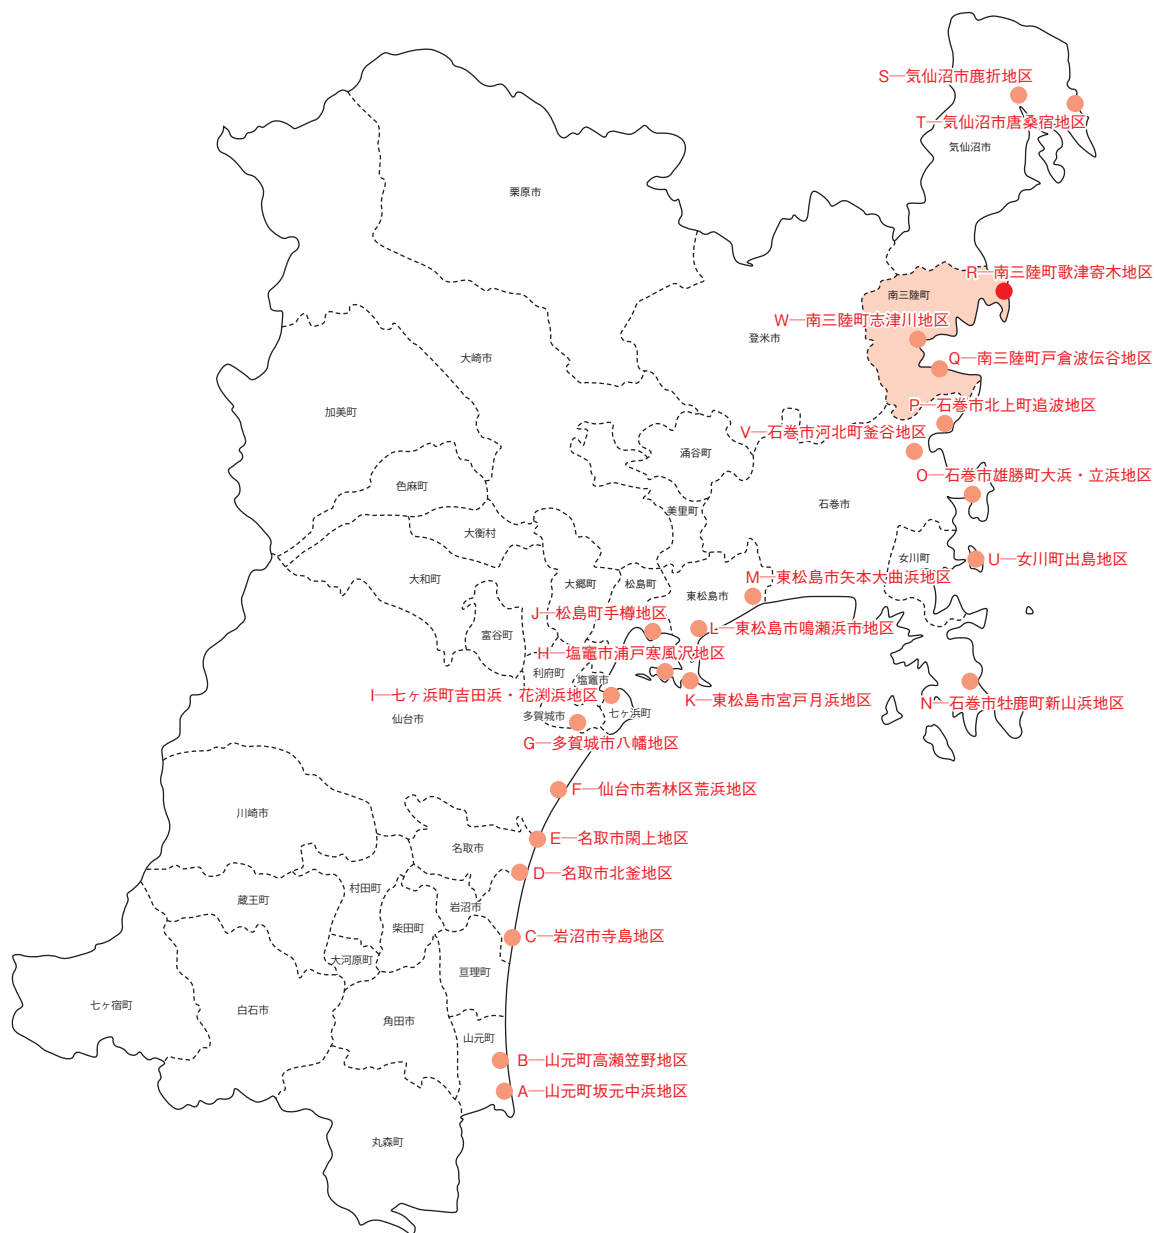 S―気仙沼市鹿折地区
T―気仙沼市唐桑宿地区
気仙沼市
栗原市
R―南三陸町歌津寄木地区
南三陸町
W―南三陸町志津川地区
登米市
大崎市
Q―南三陸町戸倉波伝谷地区
P―石巻市北上町追波地区
加美町
V―石巻市河北町釜谷地区
涌谷町
O―石巻市雄勝町大浜・立浜地区
色麻町
石巻市
美里町
大衡村
女川町
U―女川町出島地区
大和町
大郷町
松島町
M―東松島市矢本大曲浜地区
東松島市
J―松島町手樽地区
L―東松島市鳴瀬浜市地区
富谷町
H―塩竈市浦戸寒風沢地区
利府町
塩竈市
I―七ヶ浜町吉田浜・花渕浜地区
K―東松島市宮戸月浜地区
N―石巻市牡鹿町新山浜地区
仙台市
多賀城市
七ヶ浜町
G―多賀城市八幡地区
F―仙台市若林区荒浜地区
川崎市
E―名取市閖上地区
名取市
D―名取市北釜地区
村田町
蔵王町
岩沼市
柴田町
C―岩沼市寺島地区
大河原町
亘理町
七ヶ宿町
白石市
角田市
山元町
B―山元町高瀬笠野地区
A―山元町坂元中浜地区
丸森町